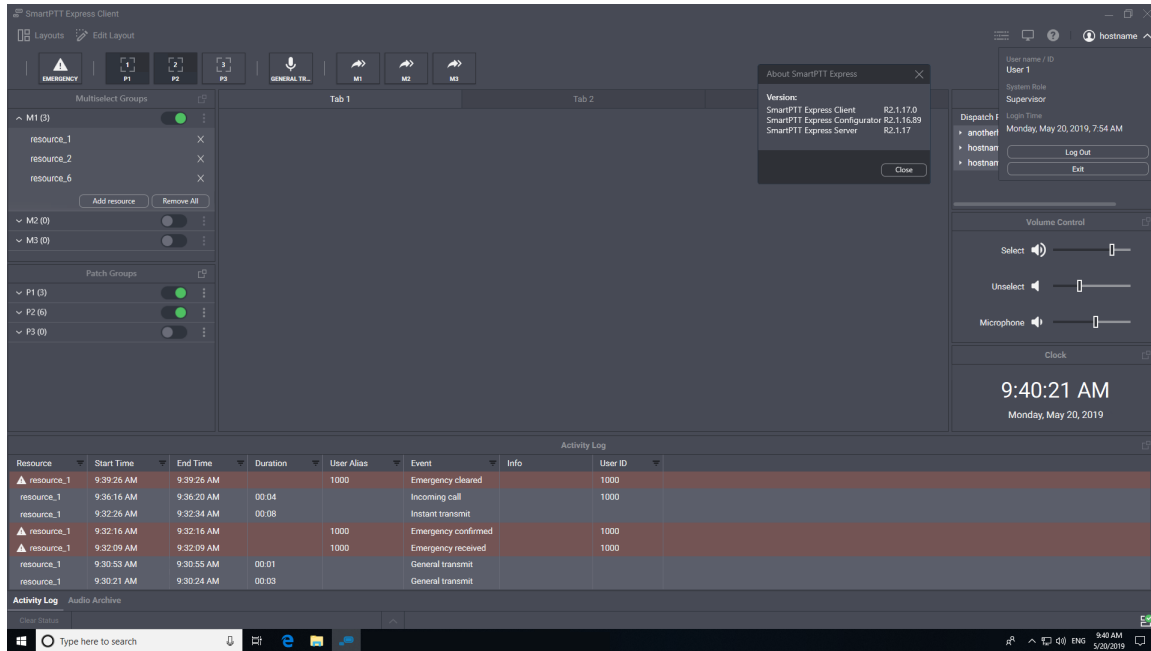 SmartPTT Express Client
Layouts Edit Layout
hostname
EMERGENCY
1
P1
2
P2
3
P3
GENERAL TR...
M1
M2
M3
User name / ID
User 1
System Role
Supervisor
Login Time
Monday, May 20, 2019, 7:54 AM
Log Out
Exit
About SmartPTT Express
Version:
SmartPTT Express Client R2.1.17.0
SmartPTT Express Configurator R2.1.16.89
SmartPTT Express Server R2.1.17
Close
Multiselect Groups
M1 (3)
resource_1
resource_2
resource_6
Add resource Remove All
M2 (0)
M3 (0)
Patch Groups
P1 (3)
P2 (6)
P3 (0)
Tab 1 Tab 2
Dispatch
hostnam
Volume Control
Select
Unselect
Microphone
Clock
9:40:21 AM
Monday, May 20, 2019
Activity Log
Resource Start Time End Time Duration User Alias Event Info User ID
resource_1 9:39:26 AM 9:39:26 AM 1000 Emergency cleared 1000
resource_1 9:36:16 AM 9:36:20 AM 00:04 Incoming call 1000
resource_1 9:32:26 AM 9:32:34 AM 00:08 Instant transmit
resource_1 9:32:16 AM 9:32:16 AM 1000 Emergency confirmed 1000
resource_1 9:32:09 AM 9:32:09 AM 1000 Emergency received 1000
resource_1 9:30:53 AM 9:30:55 AM 00:01 General transmit
resource_1 9:30:21 AM 9:30:24 AM 00:03 General transmit
Activity Log Audio Archive
Clear Status
Type here to search
ENG
9:40 AM
5/20/2019